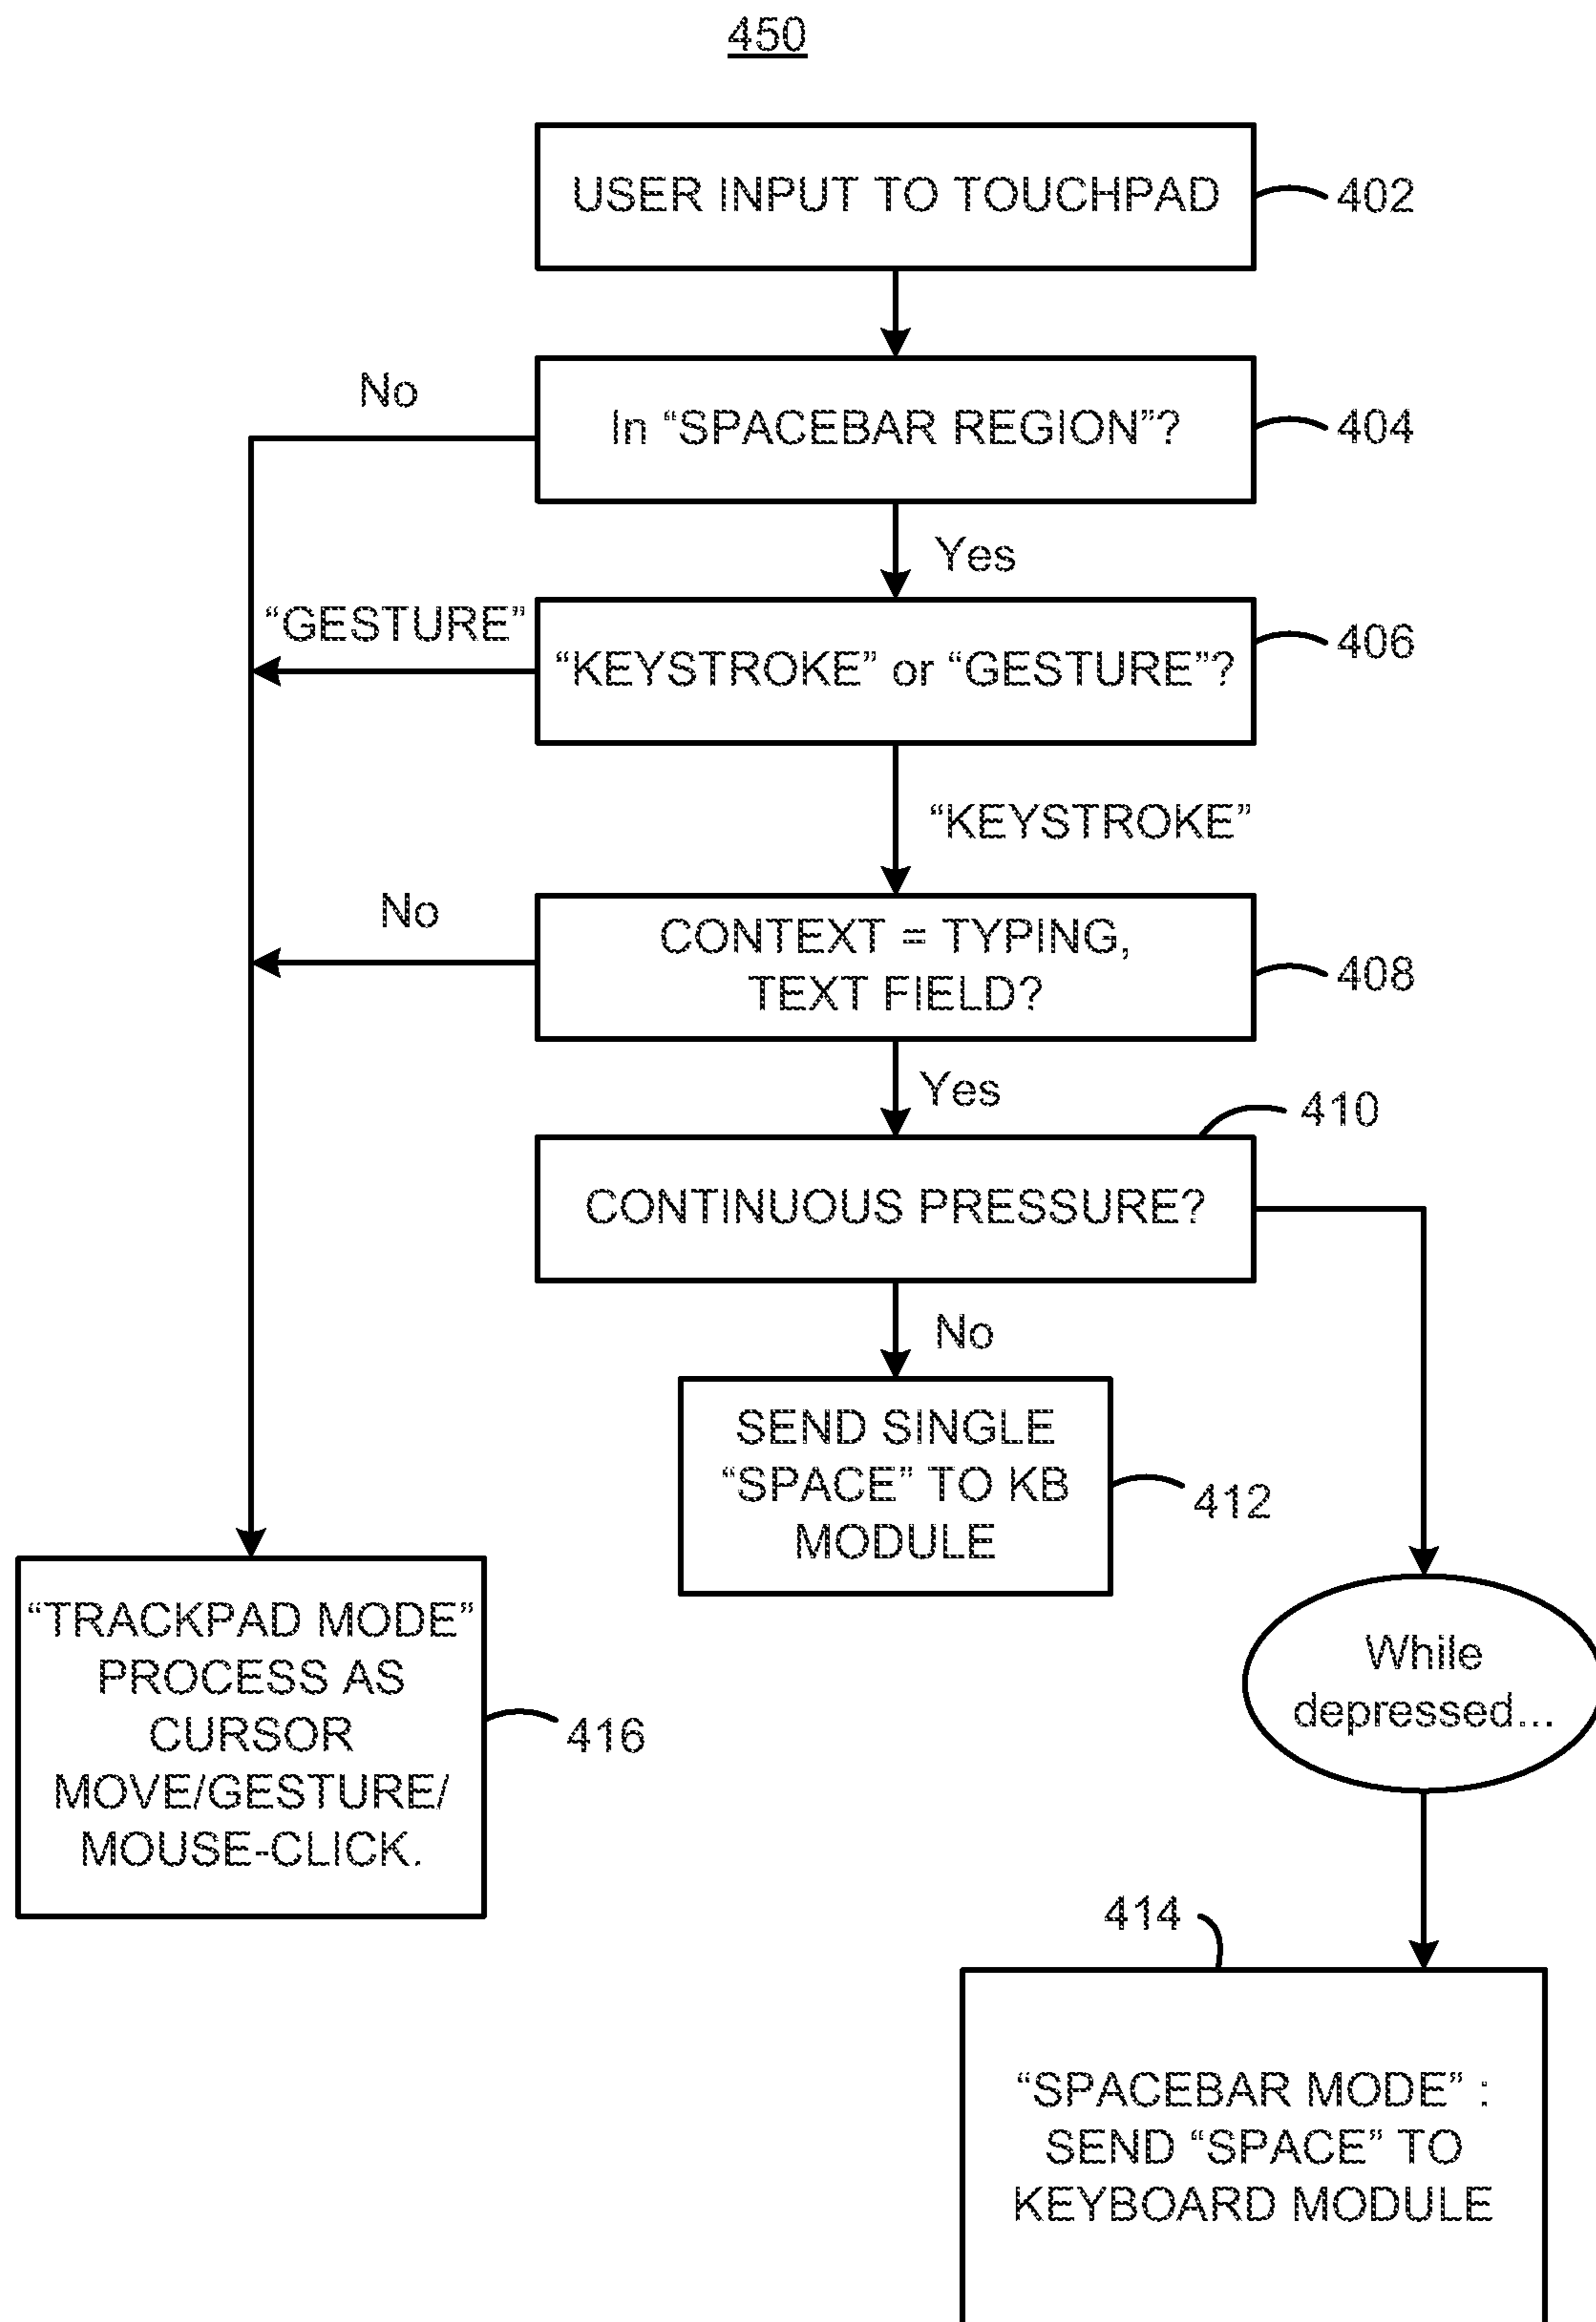 450
USER INPUT TO TOUCHPAD
402
No
In “SPACEBAR REGION”?
404
Yes
“GESTURE”
“KEYSTROKE” or “GESTURE”?
406
“KEYSTROKE”
No
CONTEXT = TYPING,
TEXT FIELD?
408
Yes
410
CONTINUOUS PRESSURE?
No
SEND SINGLE
“SPACE” TO KB
MODULE
412
“TRACKPAD MODE”
PROCESS AS
CURSOR
MOVE/GESTURE/
MOUSE-CLICK.
416
While
depressed...
414
“SPACEBAR MODE” :
SEND “SPACE” TO
KEYBOARD MODULE